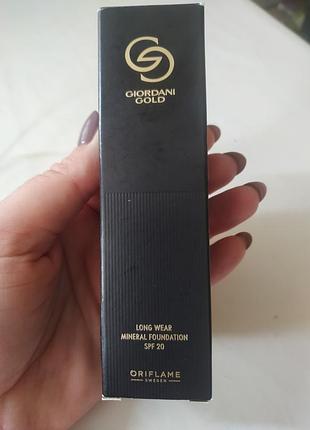 GIORDANI
GOLD
LONG WEAR
MINERAL FOUNDATION
SPF 20
ORIFLAME
SWEDEN